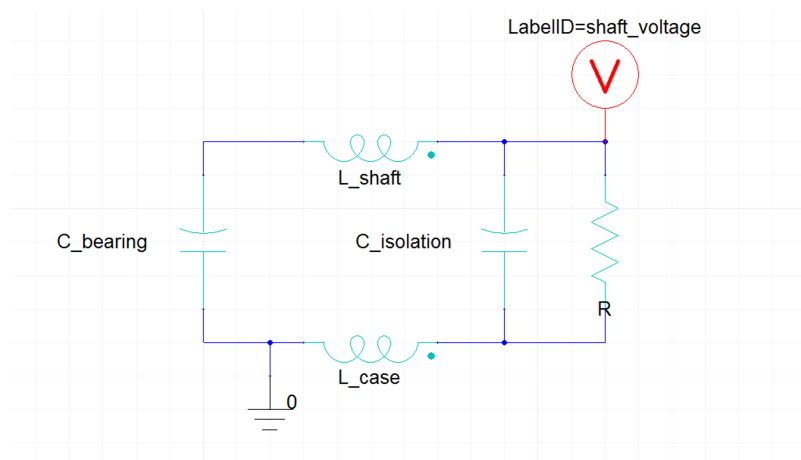 LabelID=shaft_voltage
V
L_shaft
C_bearing
C_isolation
R
L_case
0